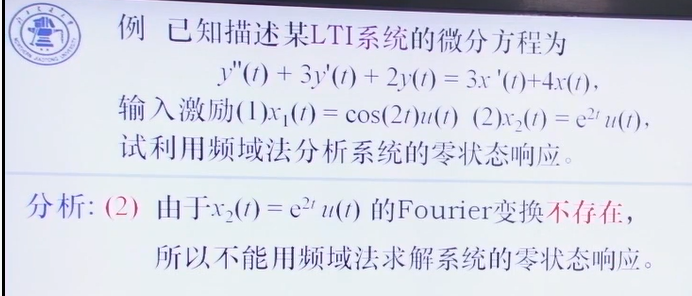 例 已知描述某LTI系统的微分方程为
y"(t) + 3y'(t) + 2y(t) = 3x '(t)+4x(t),
输入激励(1)x₁(t) = cos(2t)u(t) (2)x₂(t) = e²ᵗ u(t),
试利用频域法分析系统的零状态响应。
分析: (2) 由于x₂(t) = e²ᵗ u(t) 的Fourier变换不存在,
所以不能用频域法求解系统的零状态响应。